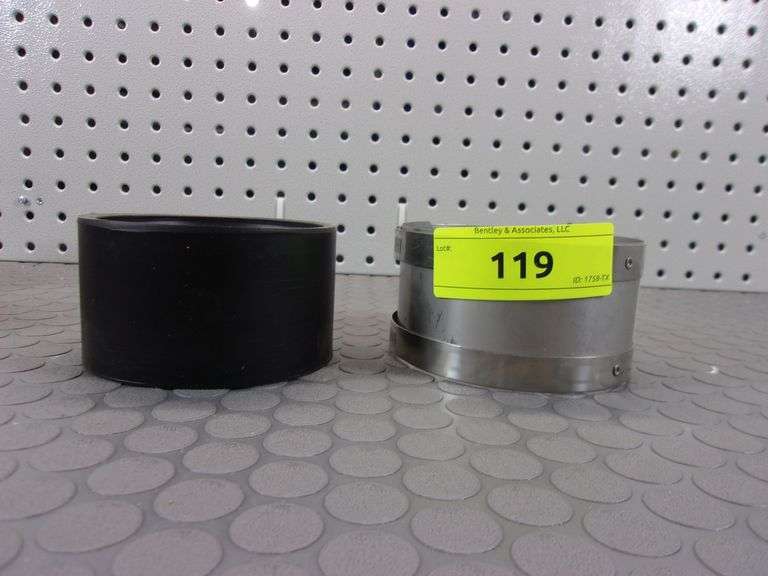 Bentley & Associates, LLC
Lot#:
119
ID: 1758-TX